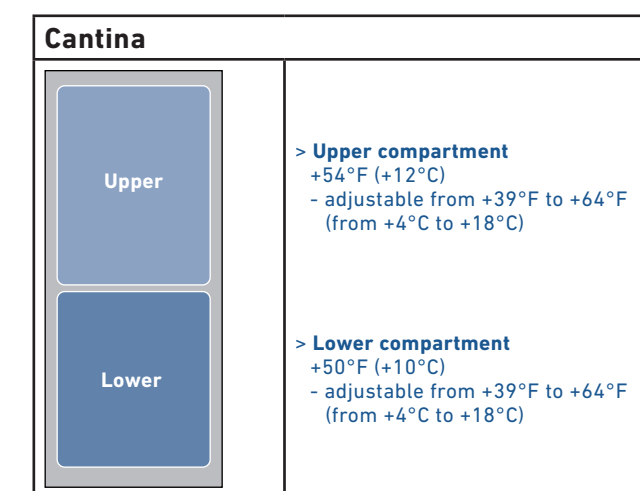 Cantina
Upper
> Upper compartment
+54°F (+12°C)
- adjustable from +39°F to +64°F
(from +4°C to +18°C)
Lower
> Lower compartment
+50°F (+10°C)
- adjustable from +39°F to +64°F
(from +4°C to +18°C)